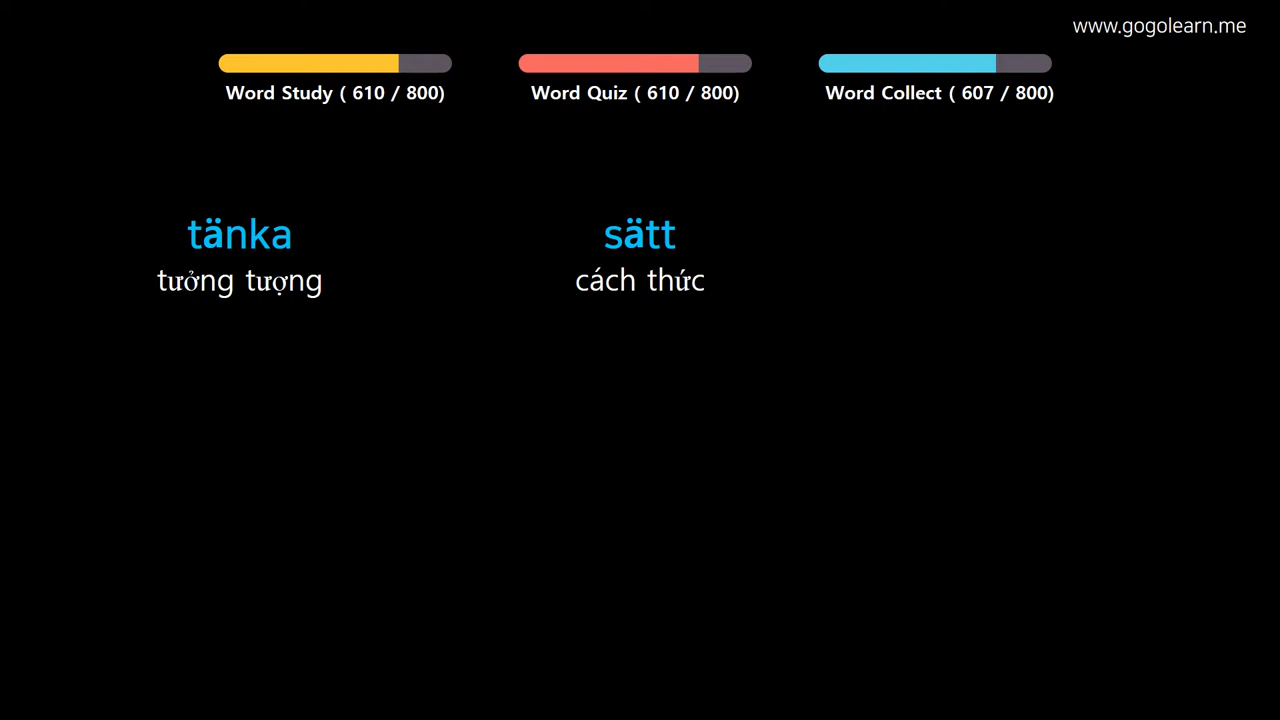 www.gogolearn.me
Word Study ( 610 / 800)
Word Quiz ( 610 / 800)
Word Collect ( 607 / 800)
tänka
tưởng tượng
sätt
cách thức